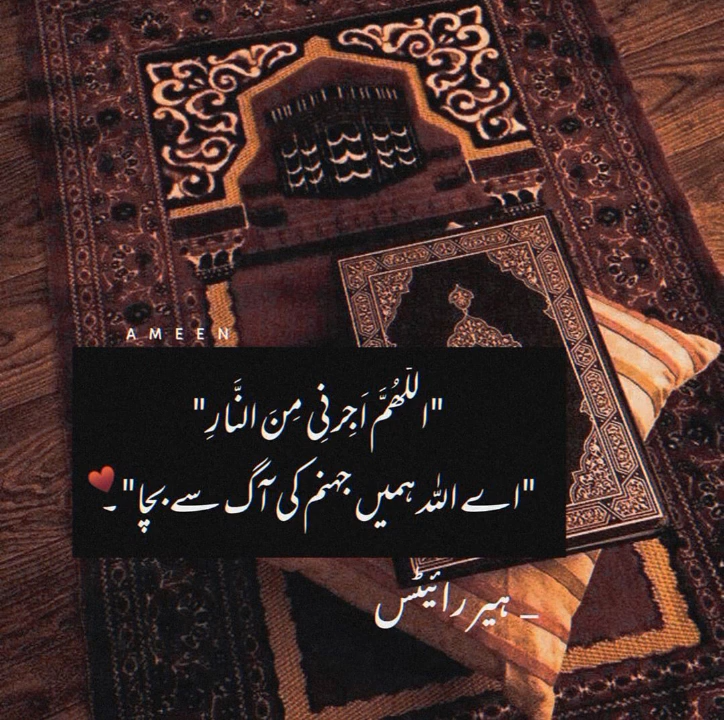 AMEEN
"اللّٰھُمَّ اَجِرنِی مِنَ النَّارِ"
"اے اللہ ہمیں جہنم کی آگ سے بچا"۔
_ ہیر رائیٹس